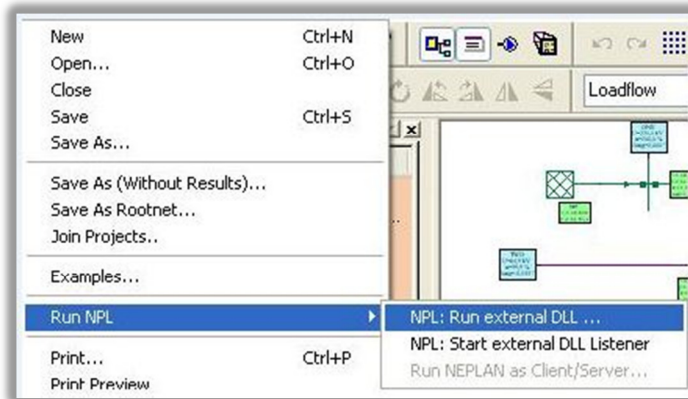 New Ctrl+N
Open... Ctrl+O
Close
Save Ctrl+S
Save As...
Save As (Without Results)...
Save As Rootnet...
Join Projects..
Examples...
Run NPL
Print... Ctrl+P
Print Preview
Loadflow
NPL: Run external DLL ...
NPL: Start external DLL Listener
Run NEPLAN as Client/Server...